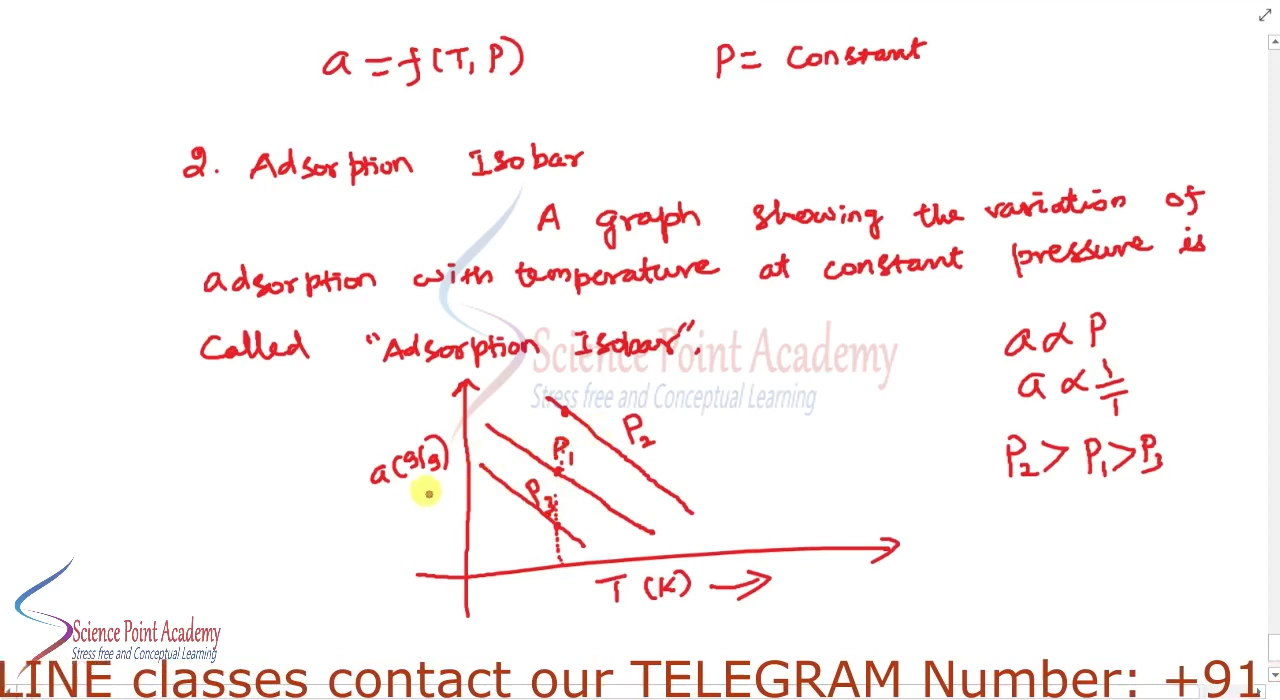 a = f(T, P) P = Constant
2. Adsorption Isobar
A graph showing the variation of
adsorption with temperature at constant pressure is
called "Adsorption Isobar".
Science Point Academy
Stress free and Conceptual Learning
a ∝ P
a ∝ 1/T
P₂ > P₁ > P₃
a (g/g)
P₂
P₁
P₃
T (K) →
Science Point Academy
Stress free and Conceptual Learning
LINE classes contact our TELEGRAM Number: +91